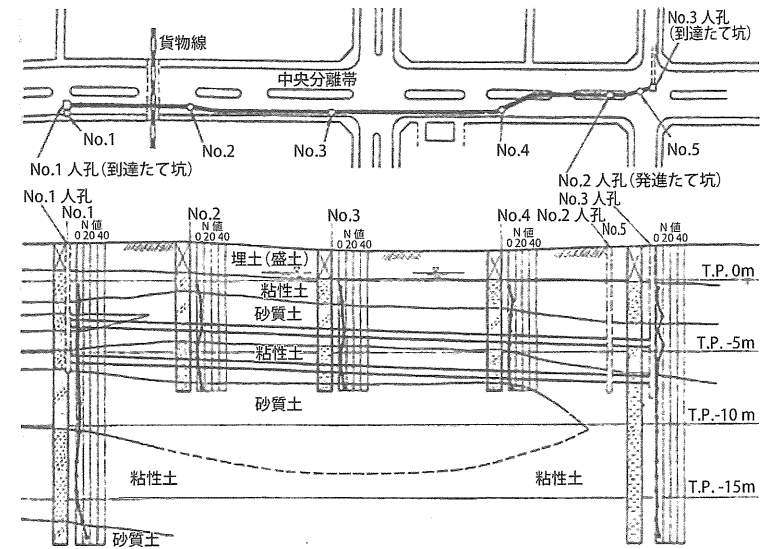 貨物線
中央分離帯
No.3 人孔
(到達たて坑)
No.1
No.2
No.3
No.4
No.5
No.1 人孔(到達たて坑)
No.2 人孔(発進たて坑)
No.1 人孔
No.3 人孔
No.1
No.2
No.3
No.4
No.2 人孔
No.5
N 値
0 20 40
N 値
0 20 40
N 値
0 20 40
N 値
0 20 40
N 値
0 20 40
埋土(盛土)
T.P. 0m
粘性土
砂質土
T.P. -5m
粘性土
砂質土
T.P. -10 m
粘性土
粘性土
T.P. -15m
砂質土